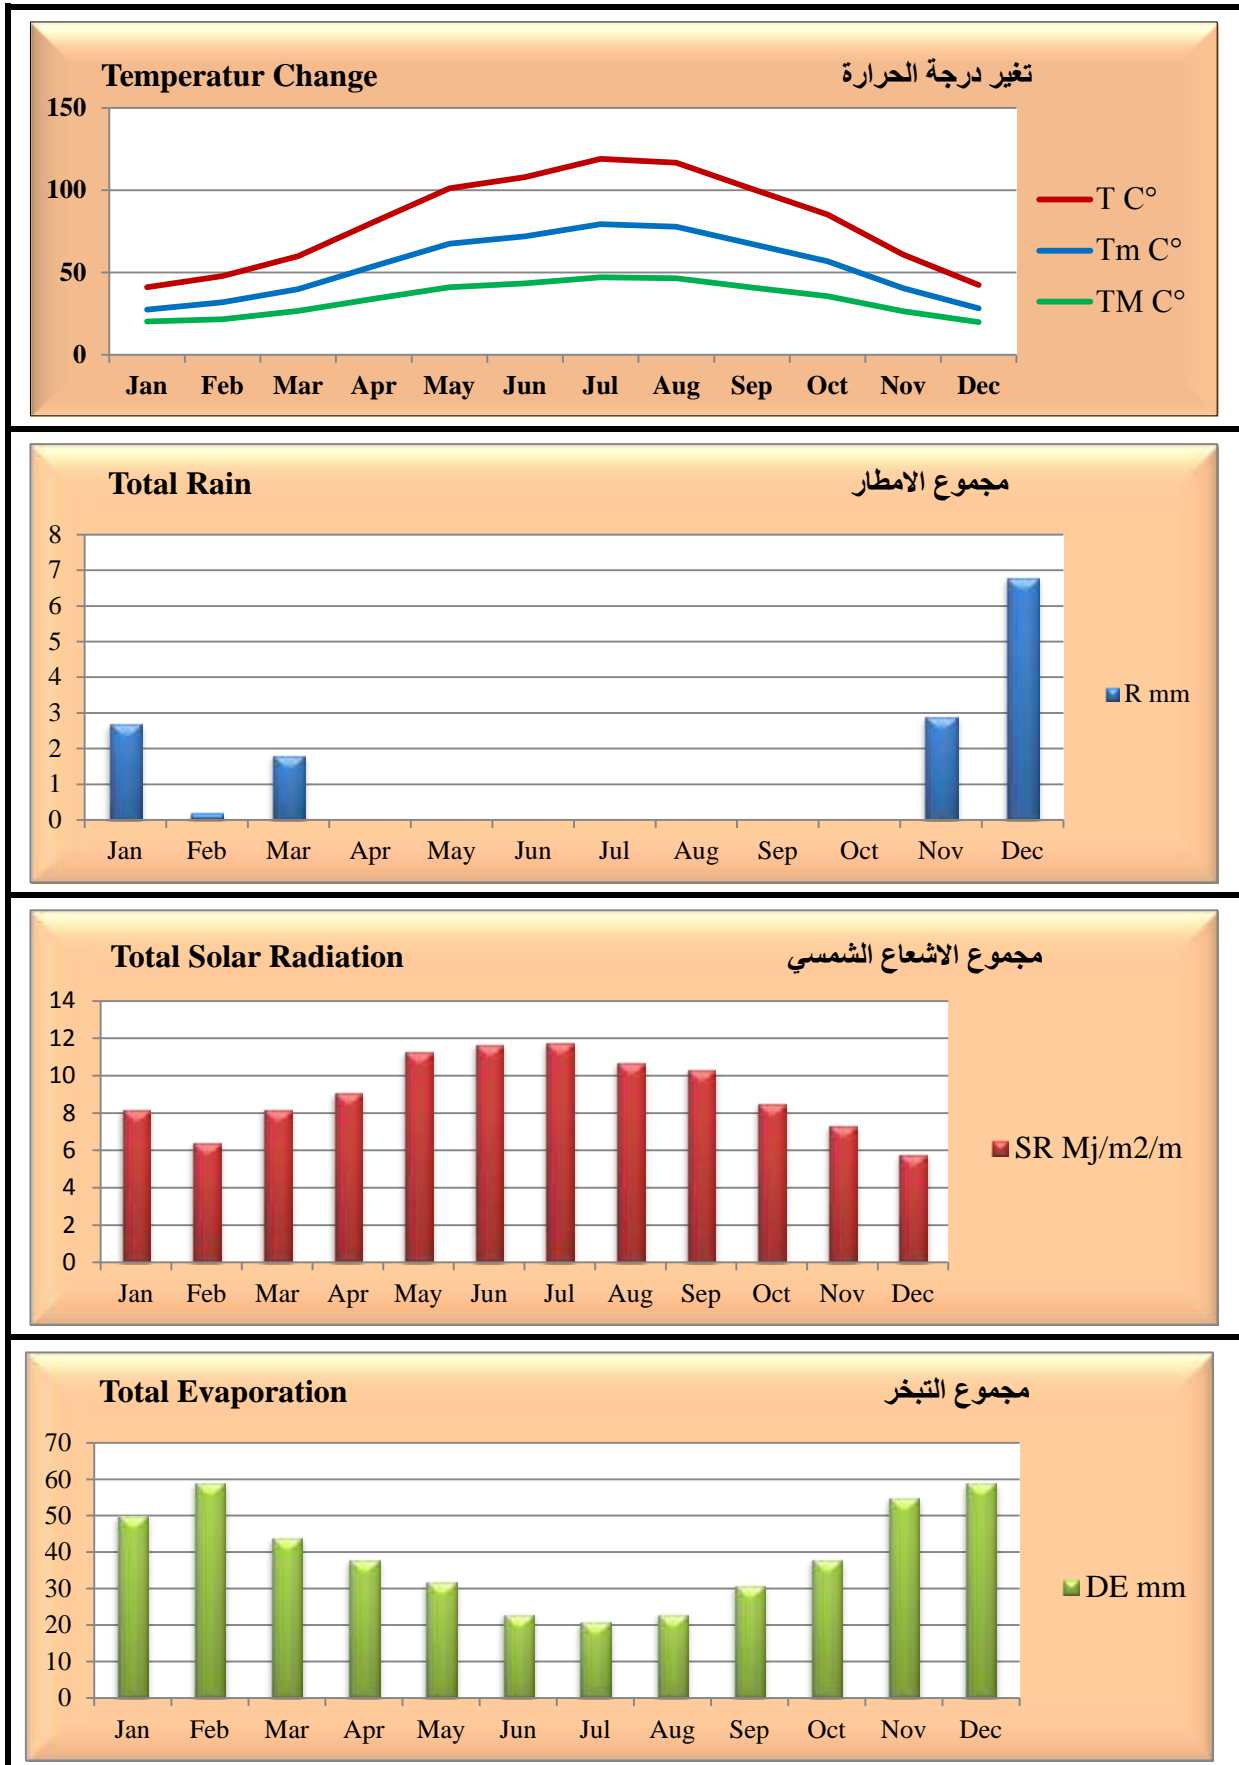 Temperatur Change
تغير درجة الحرارة
150
100
50
0
Jan Feb Mar Apr May Jun Jul Aug Sep Oct Nov Dec
T C°
Tm C°
TM C°
Total Rain
مجموع الامطار
8
7
6
5
4
3
2
1
0
Jan Feb Mar Apr May Jun Jul Aug Sep Oct Nov Dec
R mm
Total Solar Radiation
مجموع الاشعاع الشمسي
14
12
10
8
6
4
2
0
Jan Feb Mar Apr May Jun Jul Aug Sep Oct Nov Dec
SR Mj/m2/m
Total Evaporation
مجموع التبخر
70
60
50
40
30
20
10
0
Jan Feb Mar Apr May Jun Jul Aug Sep Oct Nov Dec
DE mm